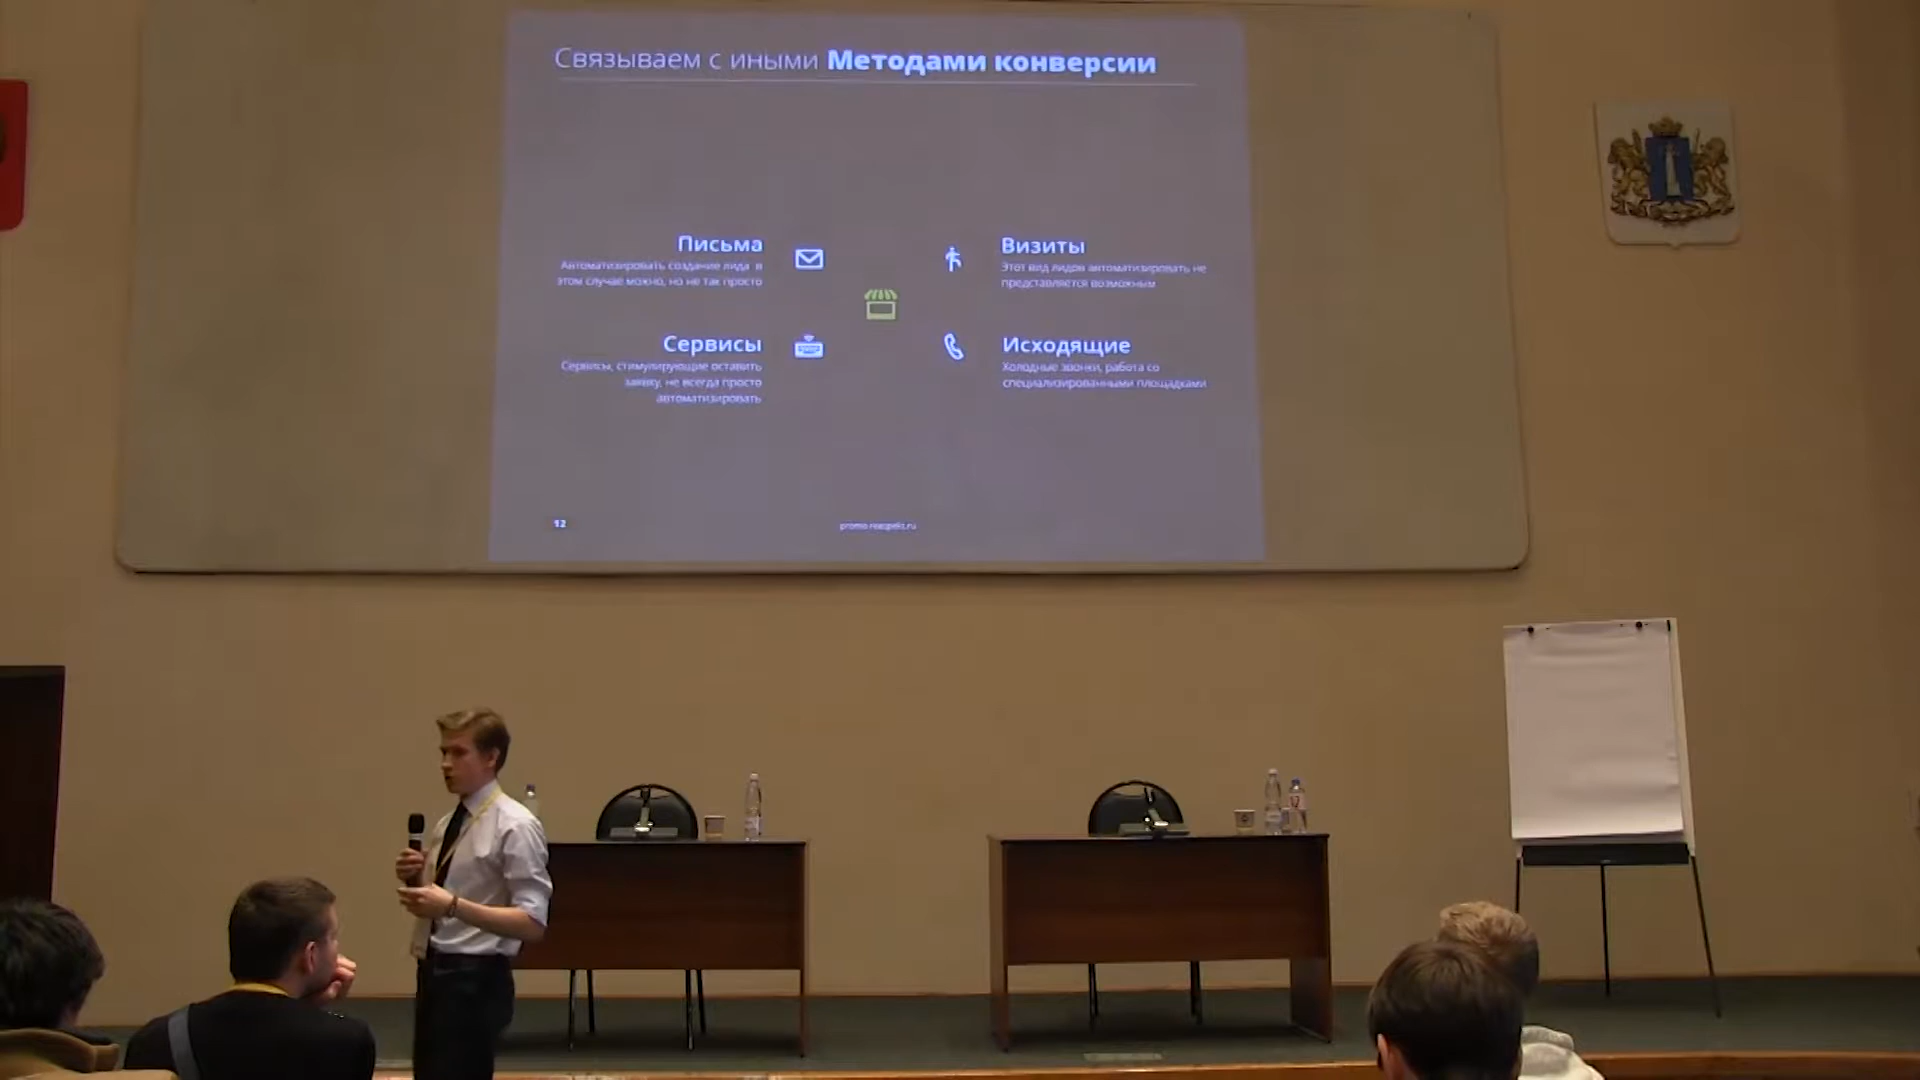 Связываем с иными Методами конверсии
Письма
Автоматизировать создание лида в
этом случае можно, но не так просто
Визиты
Этот вид лидов автоматизировать не
представляется возможным
Сервисы
Сервисы, стимулирующие оставить
заявку, не всегда просто
автоматизировать
Исходящие
Холодные звонки, работа со
специализированными площадками
12